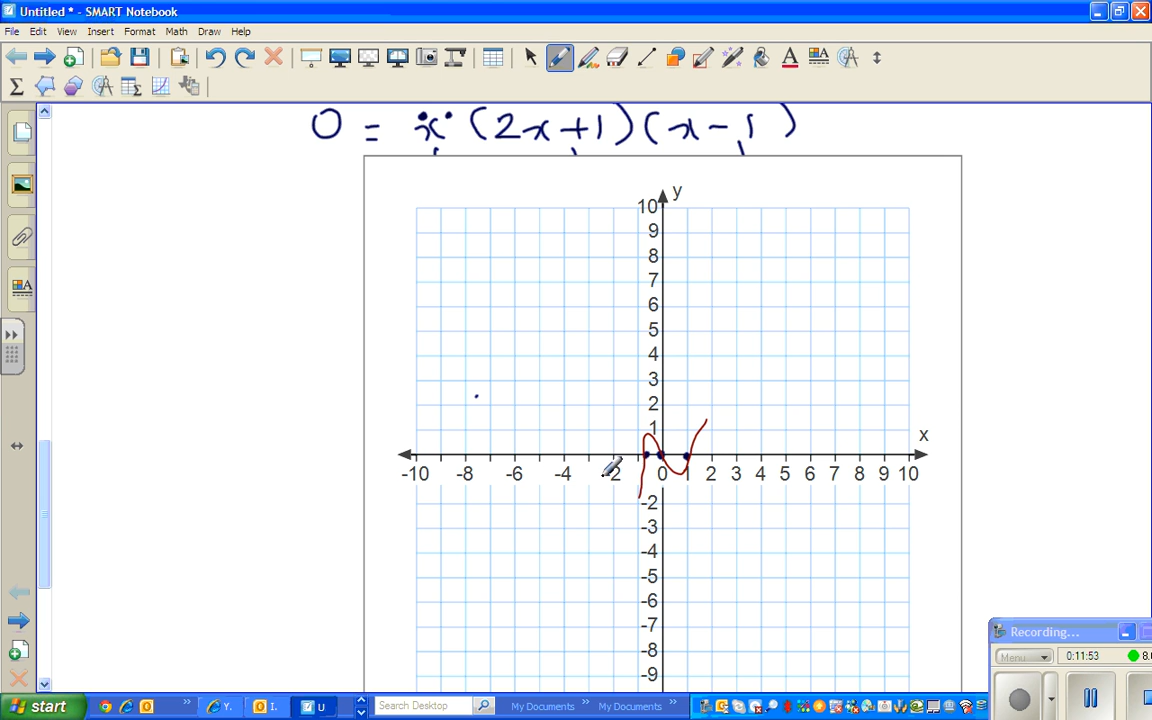 Untitled * - SMART Notebook
File Edit View Insert Format Math Draw Help
0 = x (2x+1)(x-1)
y
10
9
8
7
6
5
4
3
2
1
x
-10 -8 -6 -4 -2 0 1 2 3 4 5 6 7 8 9 10
-2
-3
-4
-5
-6
-7
-8
-9
Recording...
Menu 0:11:53 8.
start Y. I. U Search Desktop My Documents » My Documents »